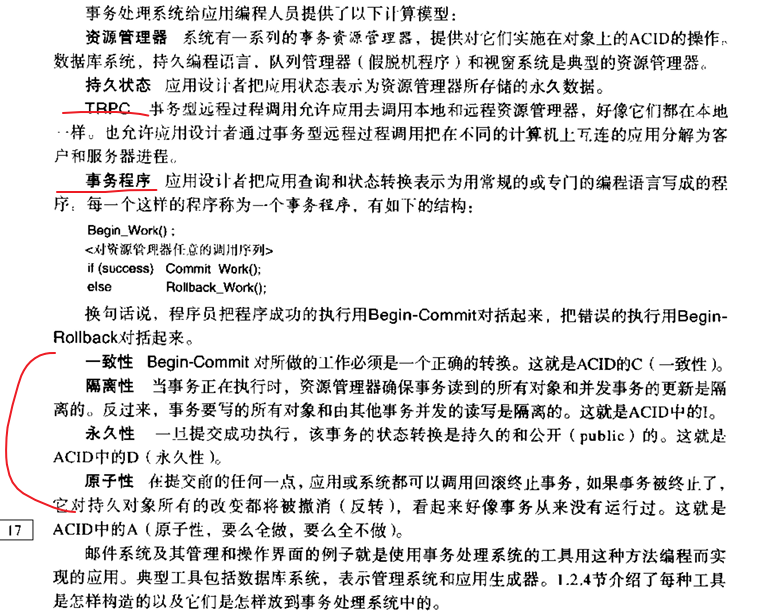 事务处理系统给应用编程人员提供了以下计算模型：
资源管理器 系统有一系列的事务资源管理器，提供对它们实施在对象上的ACID的操作。
数据库系统，持久编程语言，队列管理器（假脱机程序）和视窗系统是典型的资源管理器。
持久状态 应用设计者把应用状态表示为资源管理器所存储的永久数据。
TRPC 事务型远程过程调用允许应用去调用本地和远程资源管理器，好像它们都在本地
一样。也允许应用设计者通过事务型远程过程调用把在不同的计算机上互连的应用分解为客
户和服务器进程。
事务程序 应用设计者把应用查询和状态转换表示为用常规的或专门的编程语言写成的程
序。每一个这样的程序称为一个事务程序，有如下的结构：
Begin_Work();
<对资源管理器任意的调用序列>
if (success) Commit Work();
else Rollback_Work();
换句话说，程序员把程序成功的执行用Begin-Commit对括起来，把错误的执行用Begin-
Rollback对括起来。
一致性 Begin-Commit 对所做的工作必须是一个正确的转换。这就是ACID的C（一致性）。
隔离性 当事务正在执行时，资源管理器确保事务读到的所有对象和并发事务的更新是隔
离的。反过来，事务要写的所有对象和由其他事务并发的读写是隔离的。这就是ACID中的I。
永久性 一旦提交成功执行，该事务的状态转换是持久的和公开（public）的。这就是
ACID中的D（永久性）。
原子性 在提交前的任何一点，应用或系统都可以调用回滚终止事务，如果事务被终止了，
它对持久对象所有的改变都将被撤消（反转），看起来好像事务从来没有运行过。这就是
17
ACID中的A（原子性，要么全做，要么全不做）。
邮件系统及其管理和操作界面的例子就是使用事务处理系统的工具用这种方法编程而实
现的应用。典型工具包括数据库系统，表示管理系统和应用生成器。1.2.4节介绍了每种工具
是怎样构造的以及它们是怎样放到事务处理系统中的。